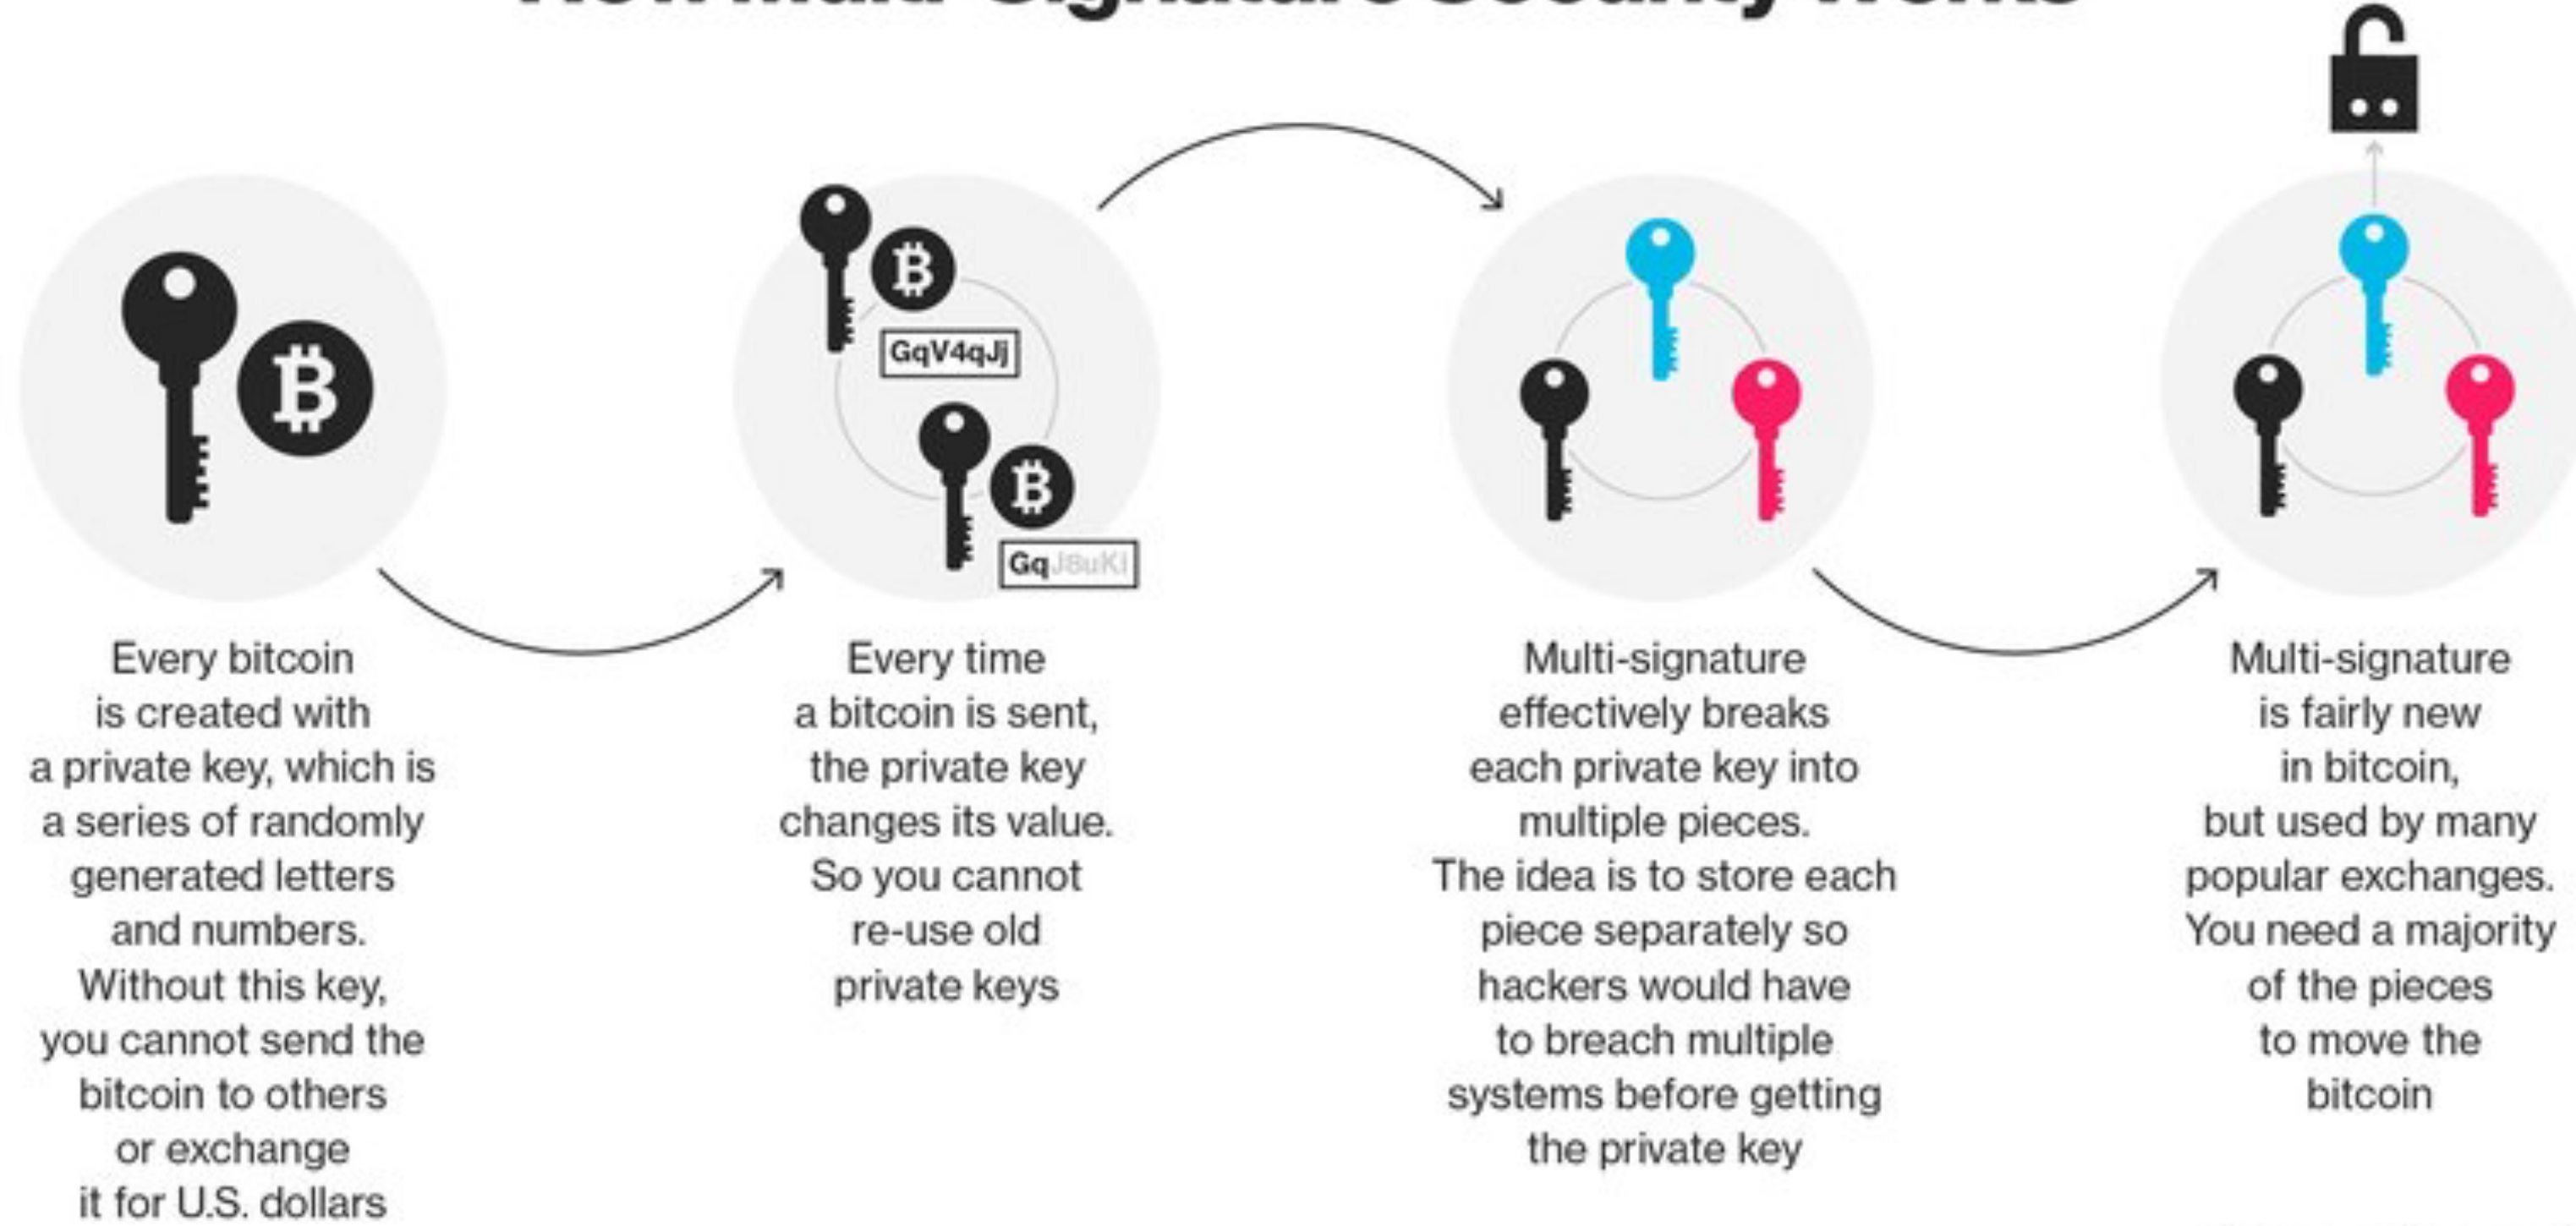 How Multi-Signature Security Works
GqV4qJj
Gq
Every bitcoin
is created with
a private key, which is
a series of randomly
generated letters
and numbers.
Without this key,
you cannot send the
bitcoin to others
or exchange
it for U.S. dollars
Every time
a bitcoin is sent,
the private key
changes its value.
So you cannot
re-use old
private keys
Multi-signature
effectively breaks
each private key into
multiple pieces.
The idea is to store each
piece separately so
hackers would have
to breach multiple
systems before getting
the private key
Multi-signature
is fairly new
in bitcoin,
but used by many
popular exchanges.
You need a majority
of the pieces
to move the
bitcoin